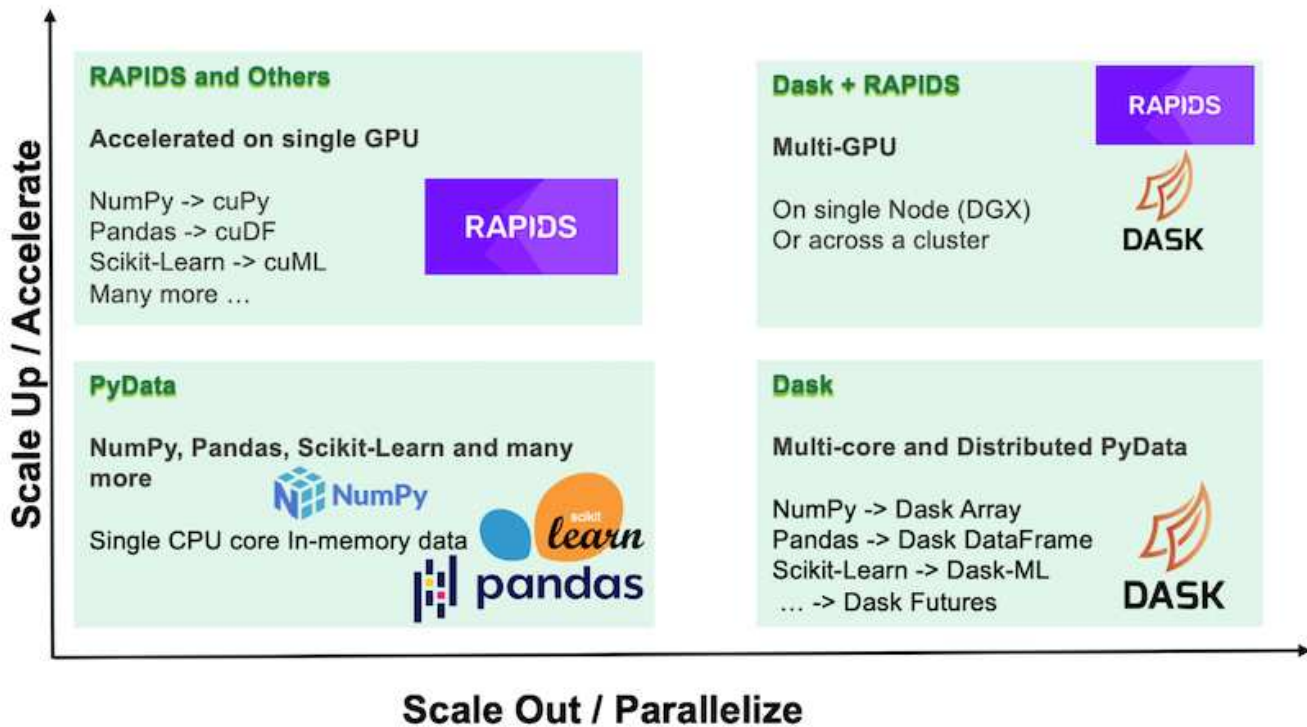 Scale Up / Accelerate
RAPIDS and Others
Accelerated on single GPU
NumPy -> cuPy
Pandas -> cuDF
Scikit-Learn -> cuML
Many more …
RAPIDS
Dask + RAPIDS
Multi-GPU
On single Node (DGX)
Or across a cluster
RAPIDS
DASK
PyData
NumPy, Pandas, Scikit-Learn and many
more
NumPy
Single CPU core In-memory data
scikit
learn
pandas
Dask
Multi-core and Distributed PyData
NumPy -> Dask Array
Pandas -> Dask DataFrame
Scikit-Learn -> Dask-ML
… -> Dask Futures
DASK
Scale Out / Parallelize